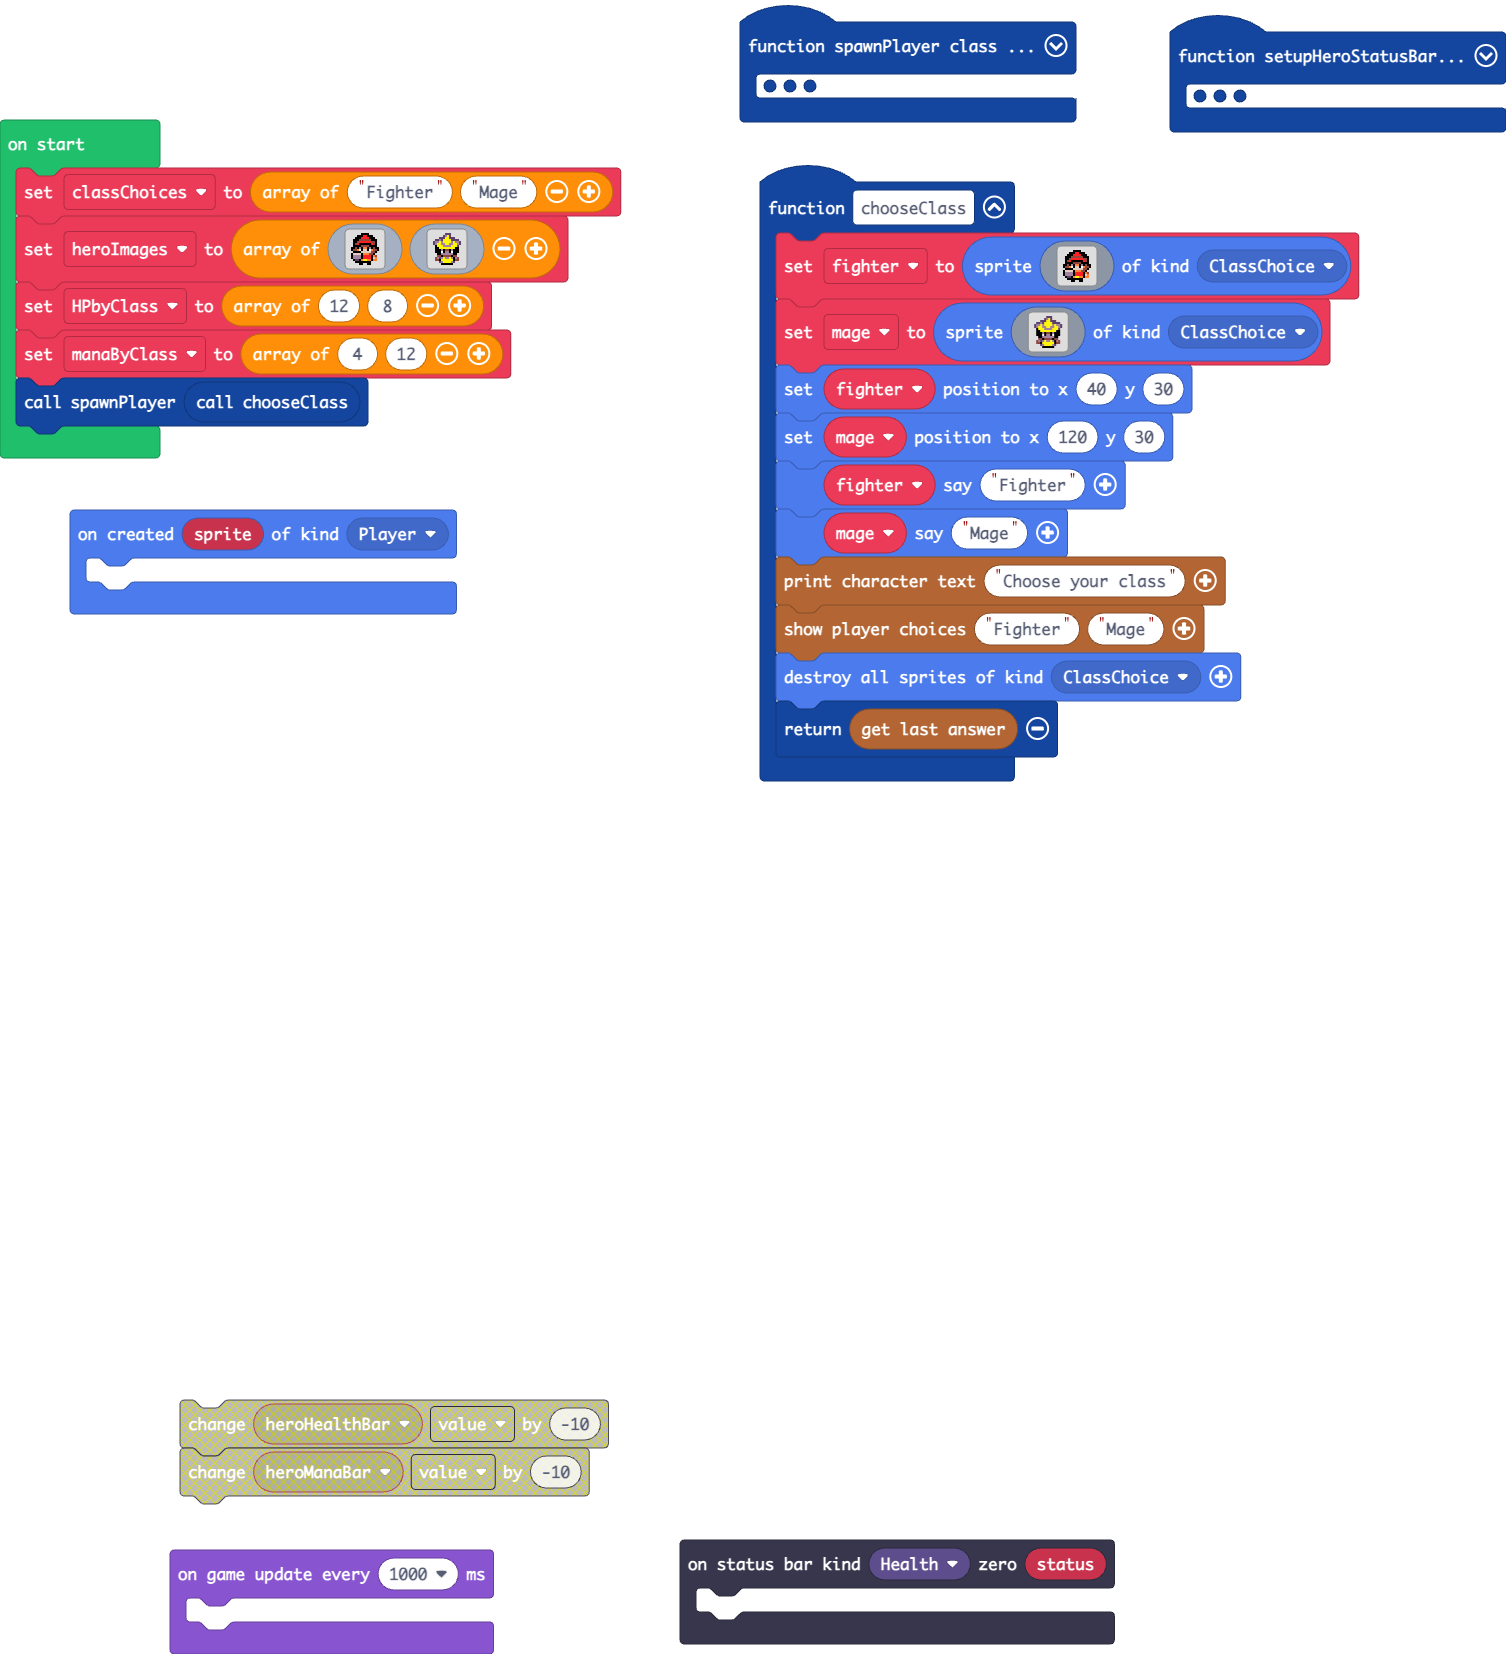 function spawnPlayer class ...
function setupHeroStatusBar...
on start
set classChoices to array of "Fighter" "Mage"
set heroImages to array of
set HPbyClass to array of 12 8
set manaByClass to array of 4 12
call spawnPlayer call chooseClass
on created sprite of kind Player
function chooseClass
set fighter to sprite of kind ClassChoice
set mage to sprite of kind ClassChoice
set fighter position to x 40 y 30
set mage position to x 120 y 30
fighter say "Fighter"
mage say "Mage"
print character text "Choose your class"
show player choices "Fighter" "Mage"
destroy all sprites of kind ClassChoice
return get last answer
change heroHealthBar value by -10
change heroManaBar value by -10
on game update every 1000 ms
on status bar kind Health zero status